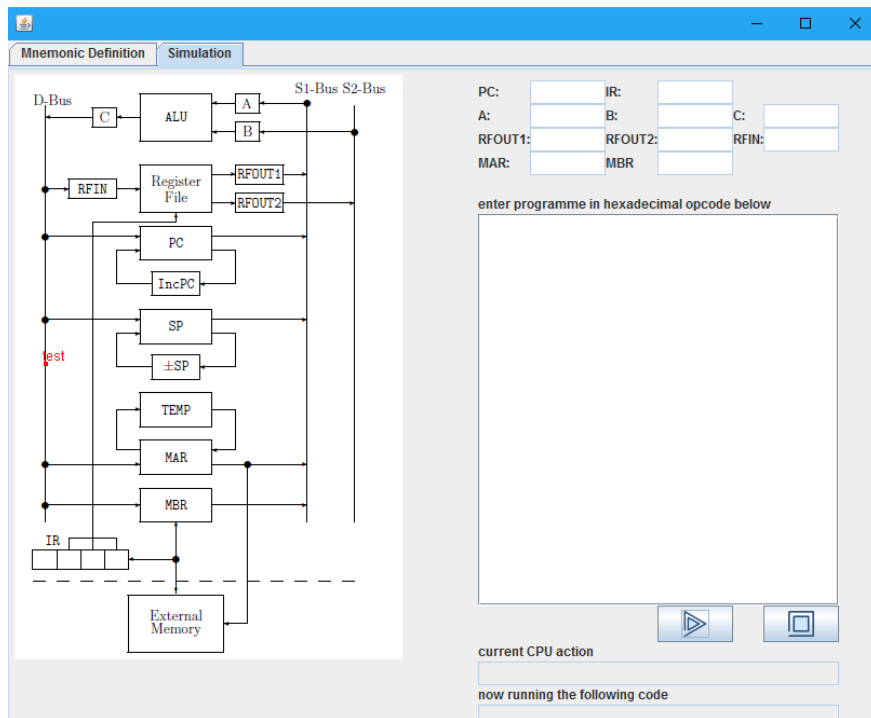 Mnemonic Definition
Simulation
D-Bus
S1-Bus S2-Bus
C
ALU
A
B
RFIN
Register
File
RFOUT1
RFOUT2
PC
IncPC
SP
±SP
test
TEMP
MAR
MBR
IR
External
Memory
PC:
IR:
A:
B:
C:
RFOUT1:
RFOUT2:
RFIN:
MAR:
MBR
enter programme in hexadecimal opcode below
current CPU action
now running the following code